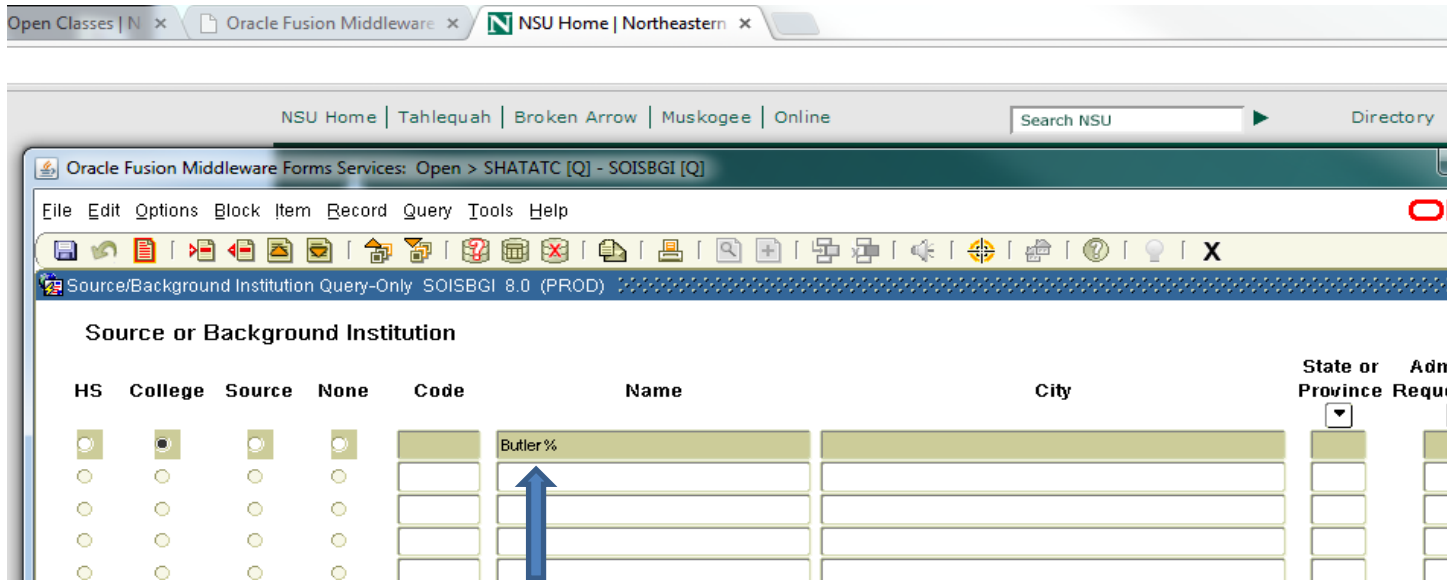 Open Classes | N × Oracle Fusion Middleware × NSU Home | Northeastern ×
NSU Home | Tahlequah | Broken Arrow | Muskogee | Online Search NSU Directory
Oracle Fusion Middleware Forms Services: Open > SHATATC [Q] - SOISBGI [Q]
File Edit Options Block Item Record Query Tools Help
X
Source/Background Institution Query-Only SOISBGI 8.0 (PROD)
Source or Background Institution
State or Adm
HS College Source None Code Name City Province Reque
Butler%